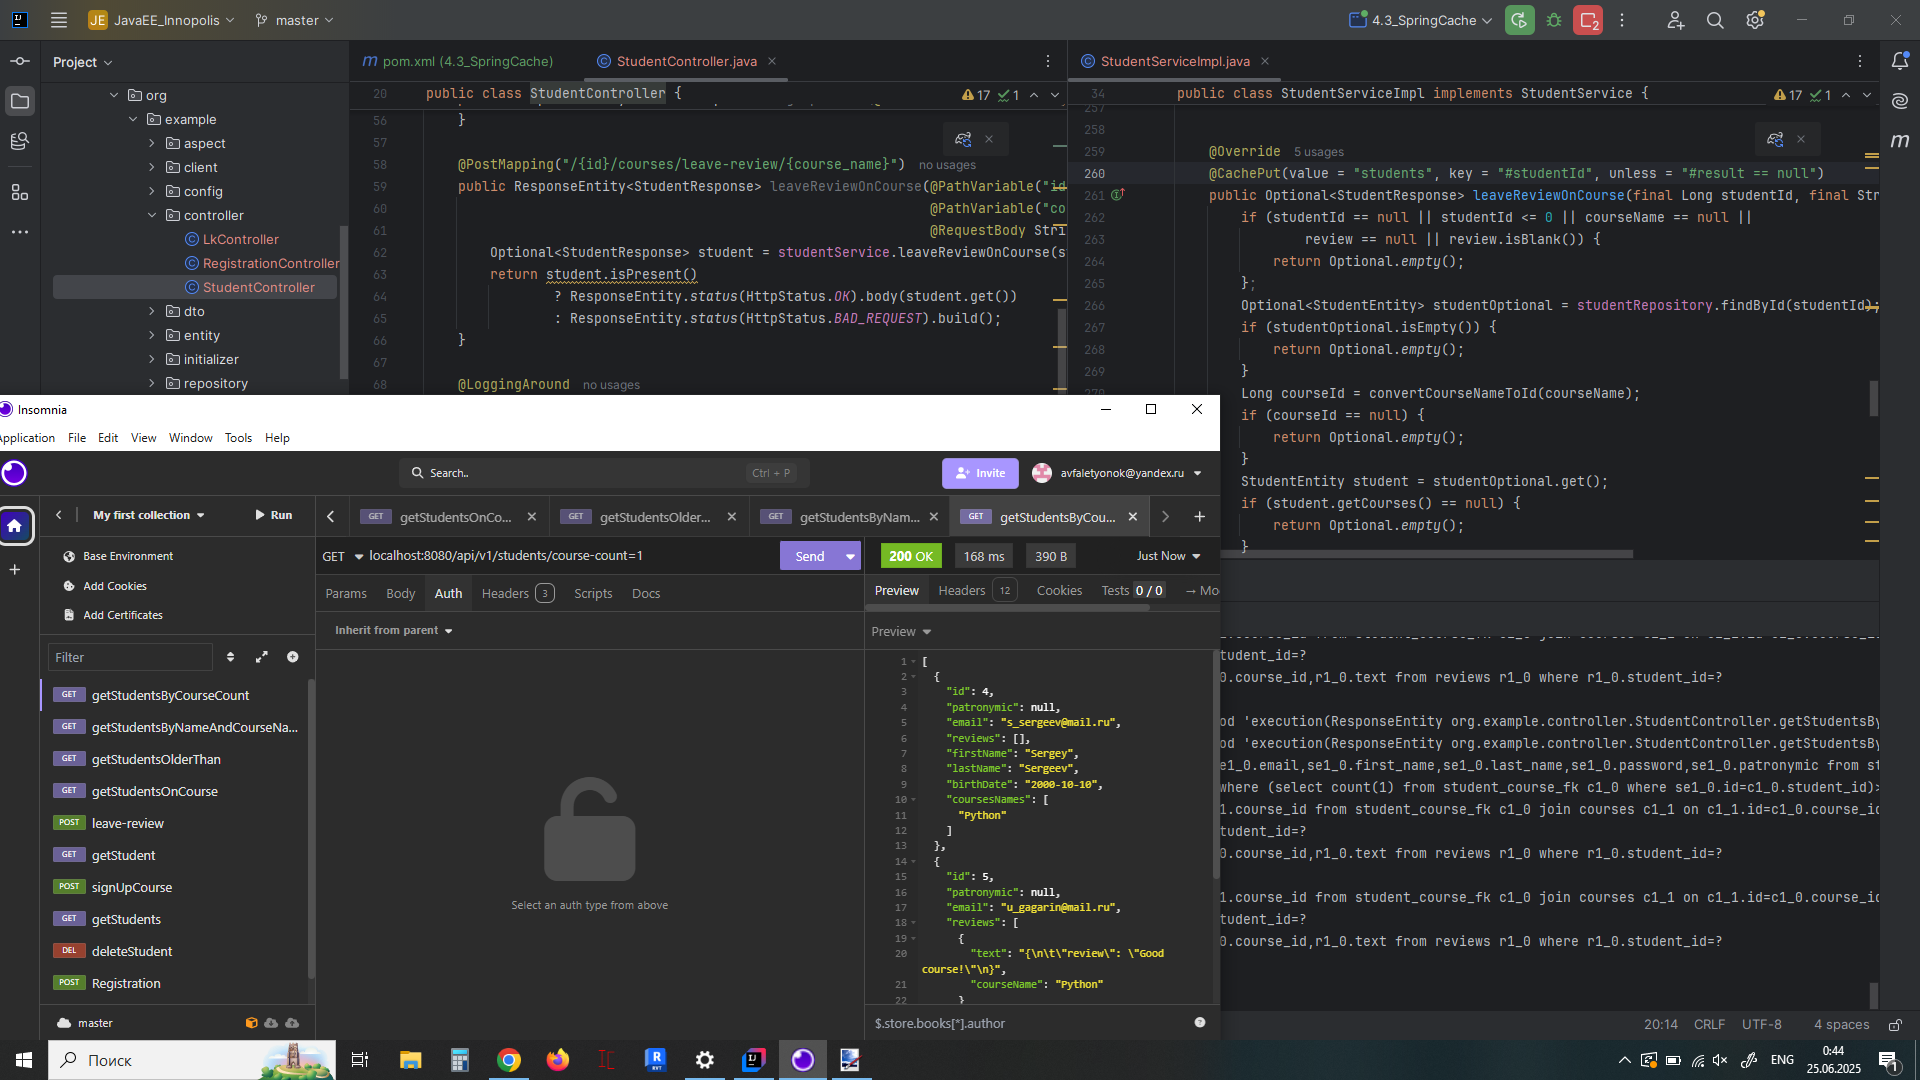 JE JavaEE_Innopolis master 4.3_SpringCache 2
Project
org
example
aspect
client
config
controller
LkController
RegistrationController
StudentController
dto
entity
initializer
repository
m pom.xml (4.3_SpringCache) StudentController.java
20 public class StudentController { 17 1
56 }
57
58 @PostMapping("/{id}/courses/leave-review/{course_name}") no usages
59 public ResponseEntity<StudentResponse> leaveReviewOnCourse(@PathVariable("id
60 @PathVariable("co
61 @RequestBody Stri
62 Optional<StudentResponse> student = studentService.leaveReviewOnCourse(s
63 return student.isPresent()
64 ? ResponseEntity.status(HttpStatus.OK).body(student.get())
65 : ResponseEntity.status(HttpStatus.BAD_REQUEST).build();
66 }
67
68 @LoggingAround no usages
StudentServiceImpl.java
34 public class StudentServiceImpl implements StudentService { 17 1
257
258
259 @Override 5 usages
260 @CachePut(value = "students", key = "#studentId", unless = "#result == null")
261 public Optional<StudentResponse> leaveReviewOnCourse(final Long studentId, final Str
262 if (studentId == null || studentId <= 0 || courseName == null ||
263 review == null || review.isBlank()) {
264 return Optional.empty();
265 };
266 Optional<StudentEntity> studentOptional = studentRepository.findById(studentId);
267 if (studentOptional.isEmpty()) {
268 return Optional.empty();
269 }
Long courseId = convertCourseNameToId(courseName);
if (courseId == null) {
return Optional.empty();
}
StudentEntity student = studentOptional.get();
if (student.getCourses() == null) {
return Optional.empty();
}
Insomnia
Application File Edit View Window Tools Help
Search.. Ctrl + P Invite avfaletyonok@yandex.ru
My first collection Run
Base Environment
Add Cookies
Add Certificates
Filter
GET getStudentsByCourseCount
GET getStudentsByNameAndCourseNa...
GET getStudentsOlderThan
GET getStudentsOnCourse
POST leave-review
GET getStudent
POST signUpCourse
GET getStudents
DEL deleteStudent
POST Registration
master
GET getStudentsOnCo... GET getStudentsOlder... GET getStudentsByNam... GET getStudentsByCou...
GET localhost:8080/api/v1/students/course-count=1 Send
Params Body Auth Headers 3 Scripts Docs
Inherit from parent
Select an auth type from above
200 OK 168 ms 390 B Just Now
Preview Headers 12 Cookies Tests 0 / 0 → Mo
Preview
1 [
2 {
3 "id": 4,
4 "patronymic": null,
5 "email": "s_sergeev@mail.ru",
6 "reviews": [],
7 "firstName": "Sergey",
8 "lastName": "Sergeev",
9 "birthDate": "2000-10-10",
10 "coursesNames": [
11 "Python"
12 ]
13 },
14 {
15 "id": 5,
16 "patronymic": null,
17 "email": "u_gagarin@mail.ru",
18 "reviews": [
19 {
20 "text": "{\n\t\"review\": \"Good
course!\"\n}",
21 "courseName": "Python"
22 }
$.store.books[*].author
tudent_id=?
0.course_id,r1_0.text from reviews r1_0 where r1_0.student_id=?
od 'execution(ResponseEntity org.example.controller.StudentController.getStudentsBy
od 'execution(ResponseEntity org.example.controller.StudentController.getStudentsBy
se1_0.email,se1_0.first_name,se1_0.last_name,se1_0.password,se1_0.patronymic from st
where (select count(1) from student_course_fk c1_0 where se1_0.id=c1_0.student_id)>
1.course_id from student_course_fk c1_0 join courses c1_1 on c1_1.id=c1_0.course_id
tudent_id=?
0.course_id,r1_0.text from reviews r1_0 where r1_0.student_id=?
1.course_id from student_course_fk c1_0 join courses c1_1 on c1_1.id=c1_0.course_id
tudent_id=?
0.course_id,r1_0.text from reviews r1_0 where r1_0.student_id=?
20:14 CRLF UTF-8 4 spaces
Поиск
ENG 0:44
25.06.2025 1